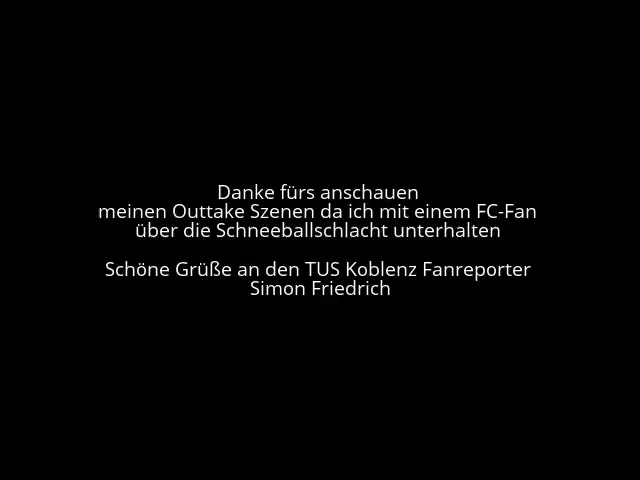 Danke fürs anschauen
meinen Outtake Szenen da ich mit einem FC-Fan
über die Schneeballschlacht unterhalten
Schöne Grüße an den TUS Koblenz Fanreporter
Simon Friedrich